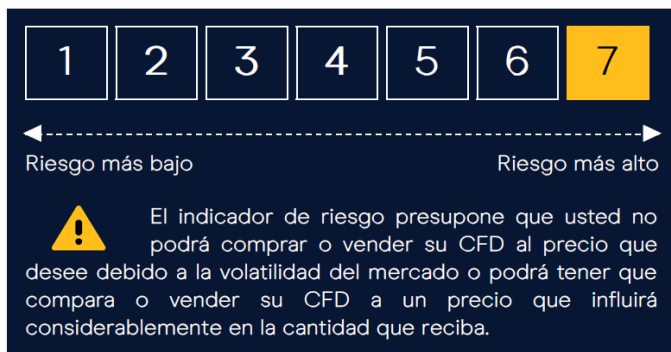 1 2 3 4 5 6 7
Riesgo más bajo Riesgo más alto
El indicador de riesgo presupone que usted no
podrá comprar o vender su CFD al precio que
desee debido a la volatilidad del mercado o podrá tener que
compara o vender su CFD a un precio que influirá
considerablemente en la cantidad que reciba.